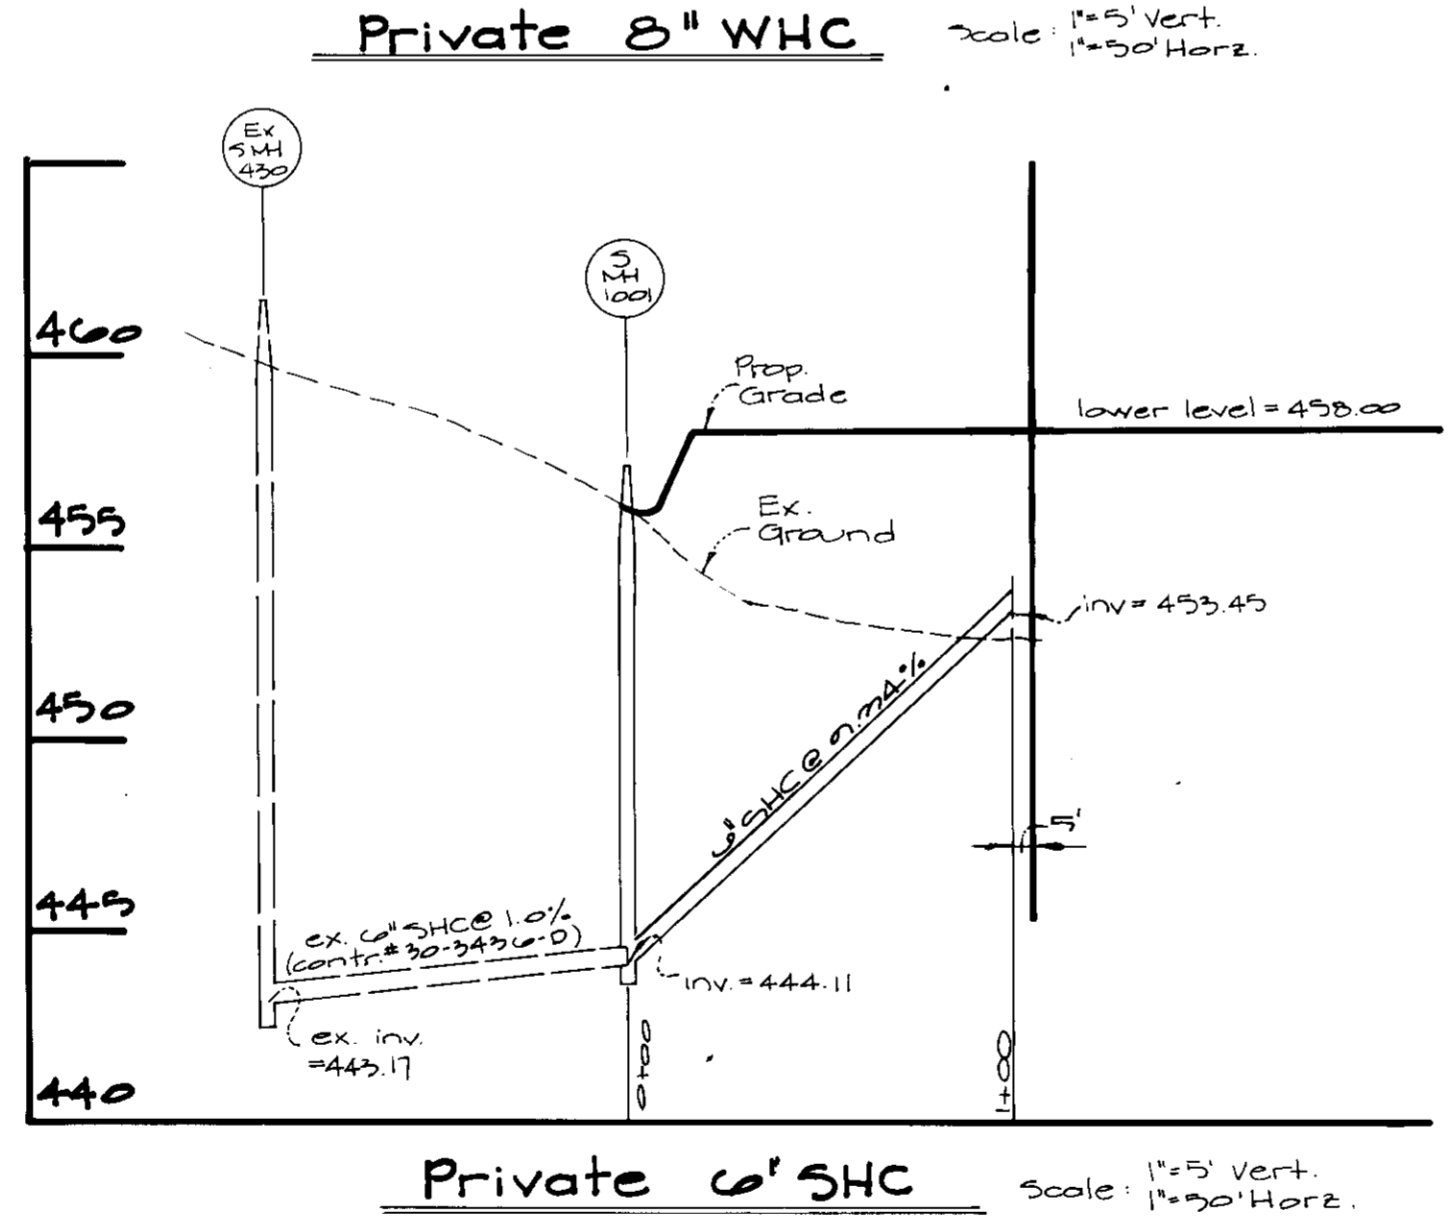 Private 8" WHC
Scale: 1"=5' Vert.
1"=50' Horz.
Ex
SMH
430
S
MH
1001
460
Prop.
Grade
lower level = 458.00
455
Ex.
Ground
inv = 453.45
450
SHC @
5'
445
ex. 6" SHC @ 1.0%
(contr.# 30-3436-D)
inv. = 444.11
ex. inv.
=443.17
0+00
1+00
440
Private 6" SHC
Scale: 1"=5' Vert.
1"=50' Horz.